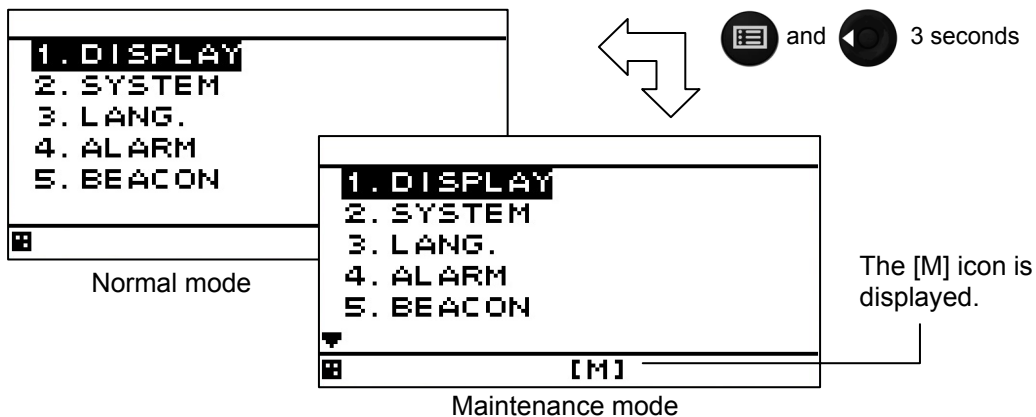 and 3 seconds
1. DISPLAY
2. SYSTEM
3. LANG.
4. ALARM
5. BEACON
Normal mode
1. DISPLAY
2. SYSTEM
3. LANG.
4. ALARM
5. BEACON
[M]
The [M] icon is
displayed.
Maintenance mode